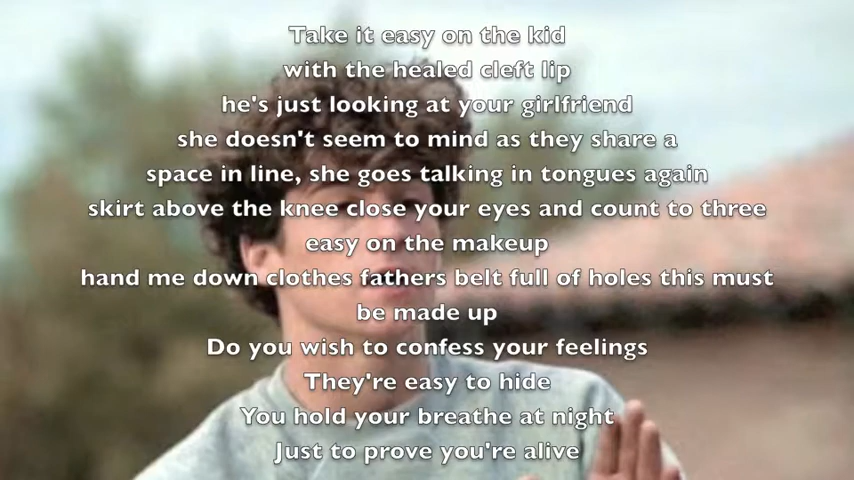 Take it easy on the kid
with the healed cleft lip
he's just looking at your girlfriend
she doesn't seem to mind as they share a
space in line, she goes talking in tongues again
skirt above the knee close your eyes and count to three
easy on the makeup
hand me down clothes fathers belt full of holes this must
be made up
Do you wish to confess your feelings
They're easy to hide
You hold your breathe at night
Just to prove you're alive